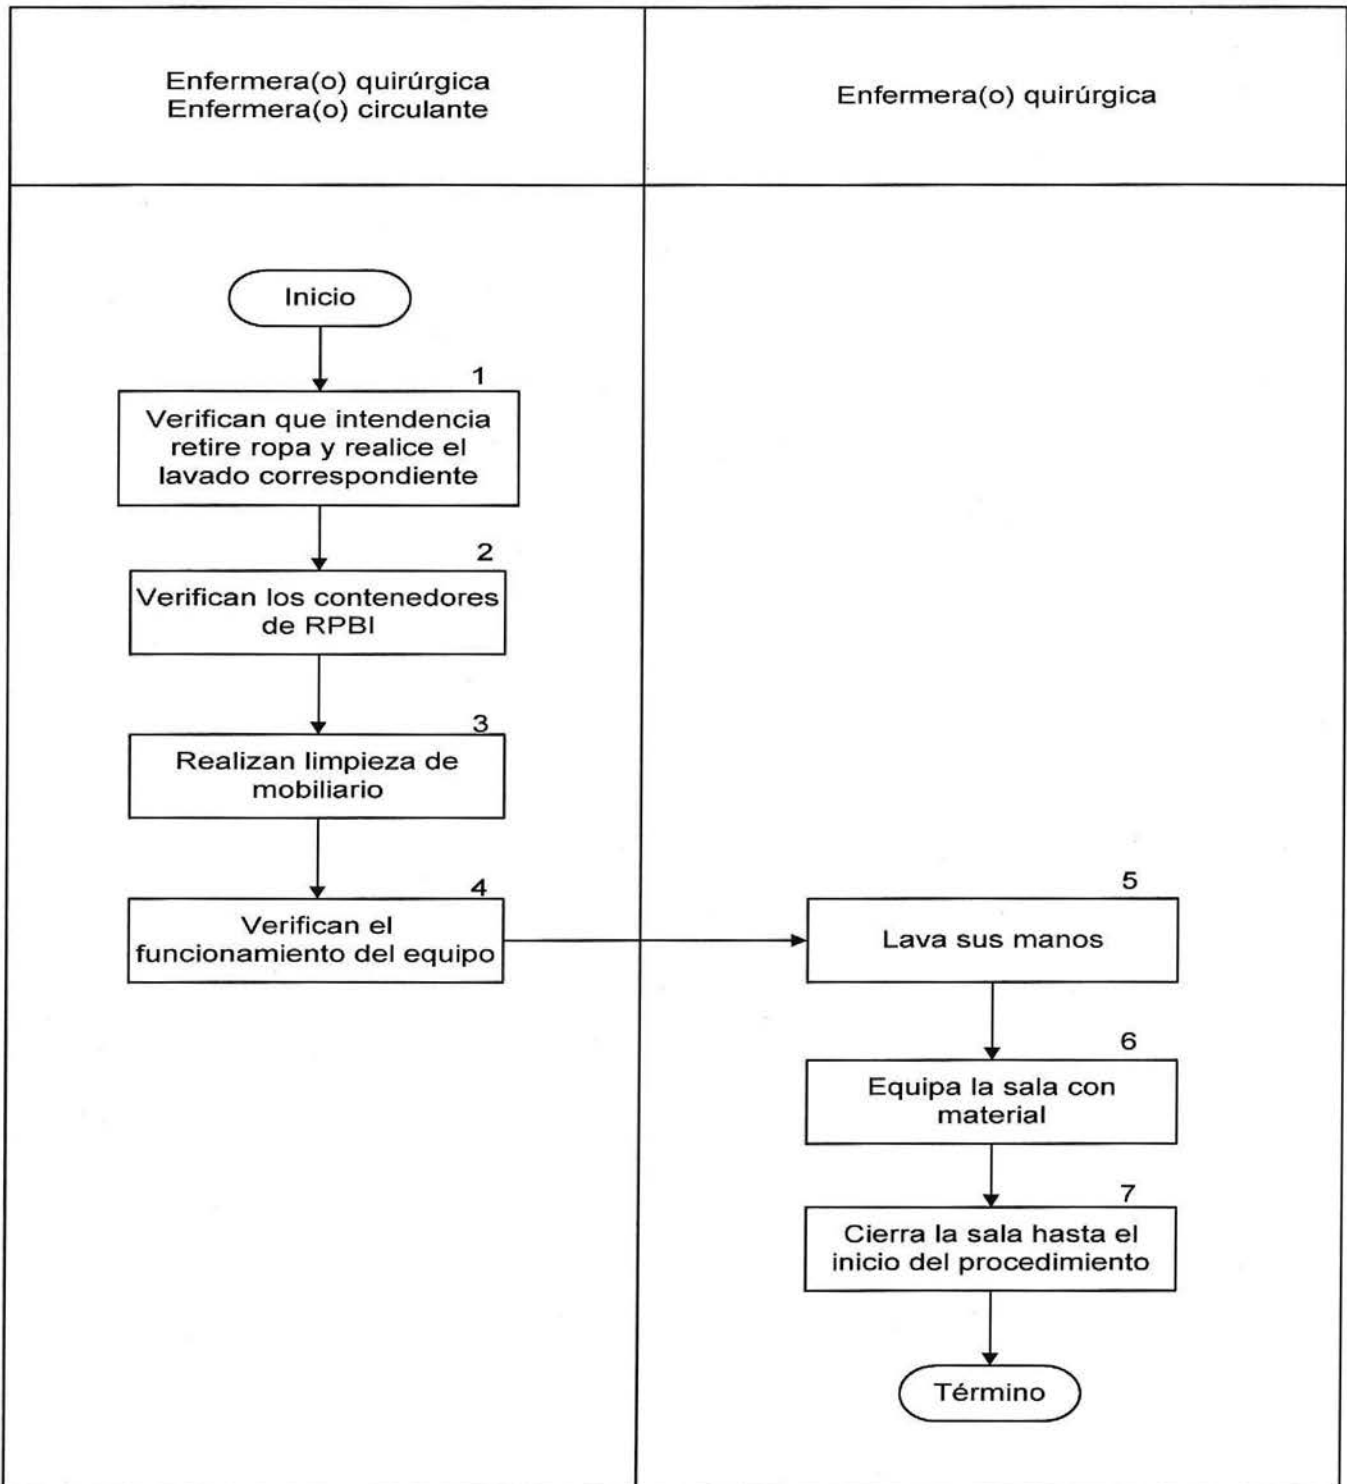 Enfermera(o) quirúrgica
Enfermera(o) circulante
Enfermera(o) quirúrgica
Inicio
1
Verifican que intendencia
retire ropa y realice el
lavado correspondiente
2
Verifican los contenedores
de RPBI
3
Realizan limpieza de
mobiliario
4
Verifican el
funcionamiento del equipo
5
Lava sus manos
6
Equipa la sala con
material
7
Cierra la sala hasta el
inicio del procedimiento
Término